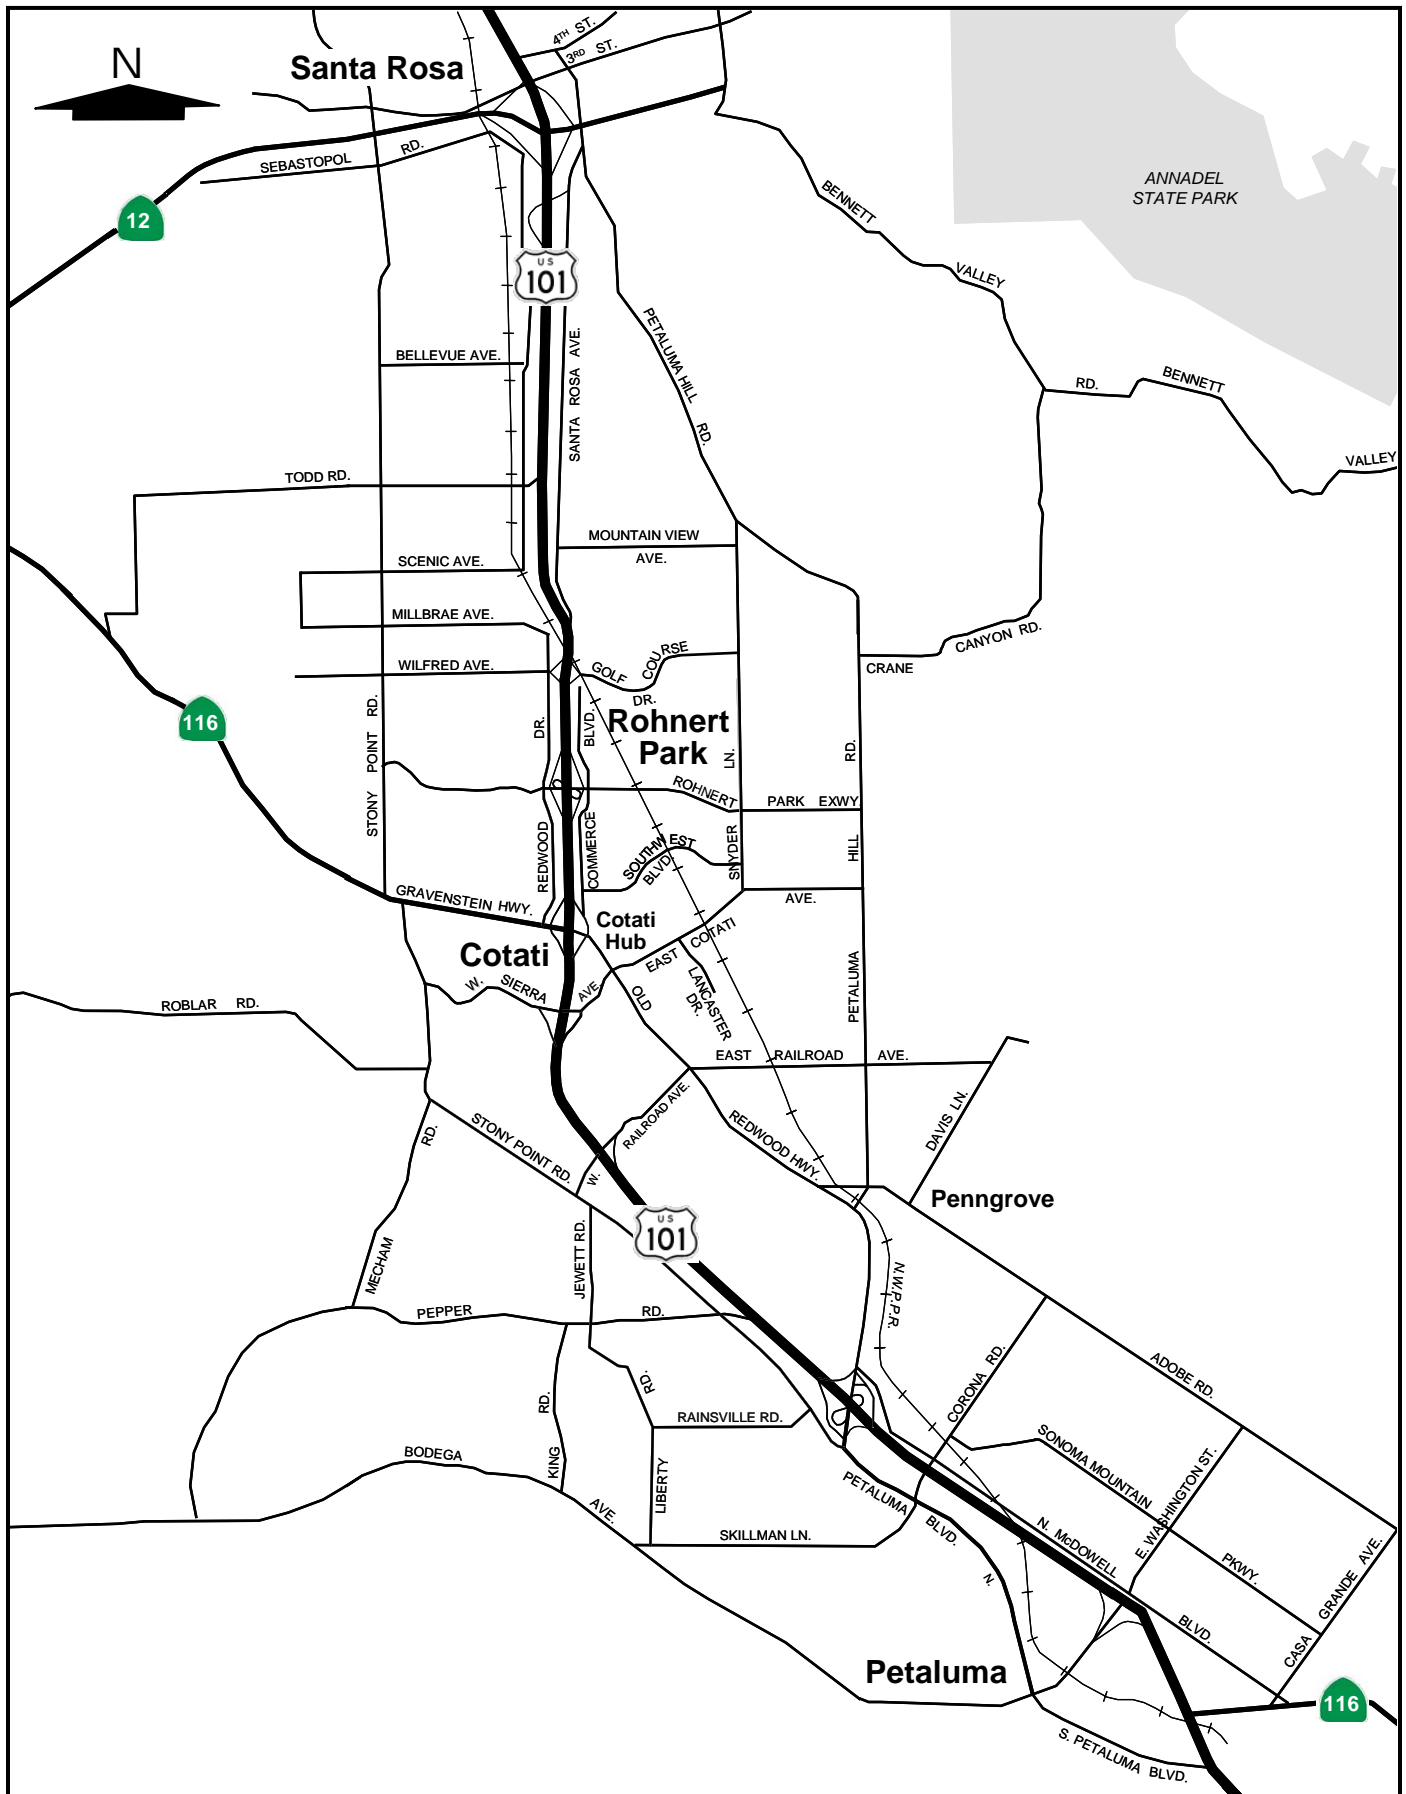 N
Santa Rosa
4TH ST.
3RD ST.
SEBASTOPOL RD.
12
US
101
ANNADEL
STATE PARK
BENNETT
VALLEY
RD.
BENNETT
VALLEY
BELLEVUE AVE.
SANTA ROSA AVE.
PETALUMA HILL RD.
TODD RD.
MOUNTAIN VIEW
AVE.
SCENIC AVE.
MILLBRAE AVE.
WILFRED AVE.
GOLF COURSE
DR.
CRANE
CANYON RD.
116
STONY POINT RD.
REDWOOD DR.
COMMERCE BLVD.
Rohnert
Park
SNYDER LN.
PETALUMA HILL RD.
ROHNERT
PARK EXWY
SOUTHWEST
BLVD.
GRAVENSTEIN HWY.
Cotati
Hub
Cotati
EAST COTATI
AVE.
W. SIERRA AVE.
LANCASTER
DR.
OLD
REDWOOD HWY.
ROBLAR RD.
EAST RAILROAD AVE.
W. RAILROAD AVE.
DAVIS LN.
STONY POINT RD.
MECHAM RD.
JEWETT RD.
Penngrove
US
101
N.W.P.P.R.
PEPPER RD.
CORONA RD.
ADOBE RD.
LIBERTY RD.
RAINSVILLE RD.
KING RD.
BODEGA AVE.
SKILLMAN LN.
PETALUMA BLVD. N.
SONOMA MOUNTAIN
PKWY.
E. WASHINGTON ST.
N. McDOWELL
BLVD.
CASA GRANDE AVE.
Petaluma
116
S. PETALUMA BLVD.